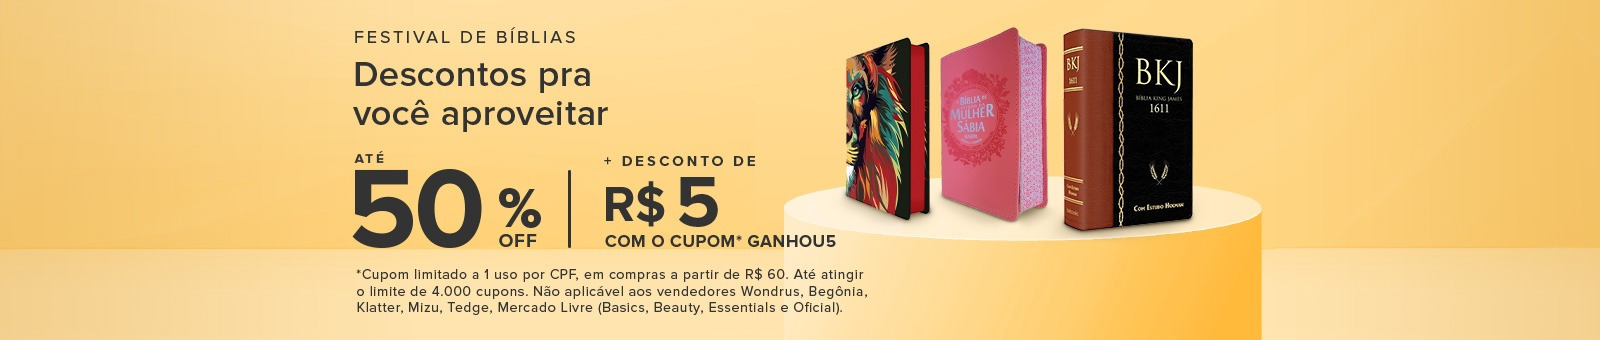 FESTIVAL DE BÍBLIAS
Descontos pra
você aproveitar
ATÉ
50%
OFF
+ DESCONTO DE
R$ 5
COM O CUPOM* GANHOU5
*Cupom limitado a 1 uso por CPF, em compras a partir de R$ 60. Até atingir
o limite de 4.000 cupons. Não aplicável aos vendedores Wondrus, Begônia,
Klatter, Mizu, Tedge, Mercado Livre (Basics, Beauty, Essentials e Oficial).
BÍBLIA
MULHER
SÁBIA
BKJ
1611
BKJ
BÍBLIA KING JAMES
1611
COM ESTUDO HOLMAN